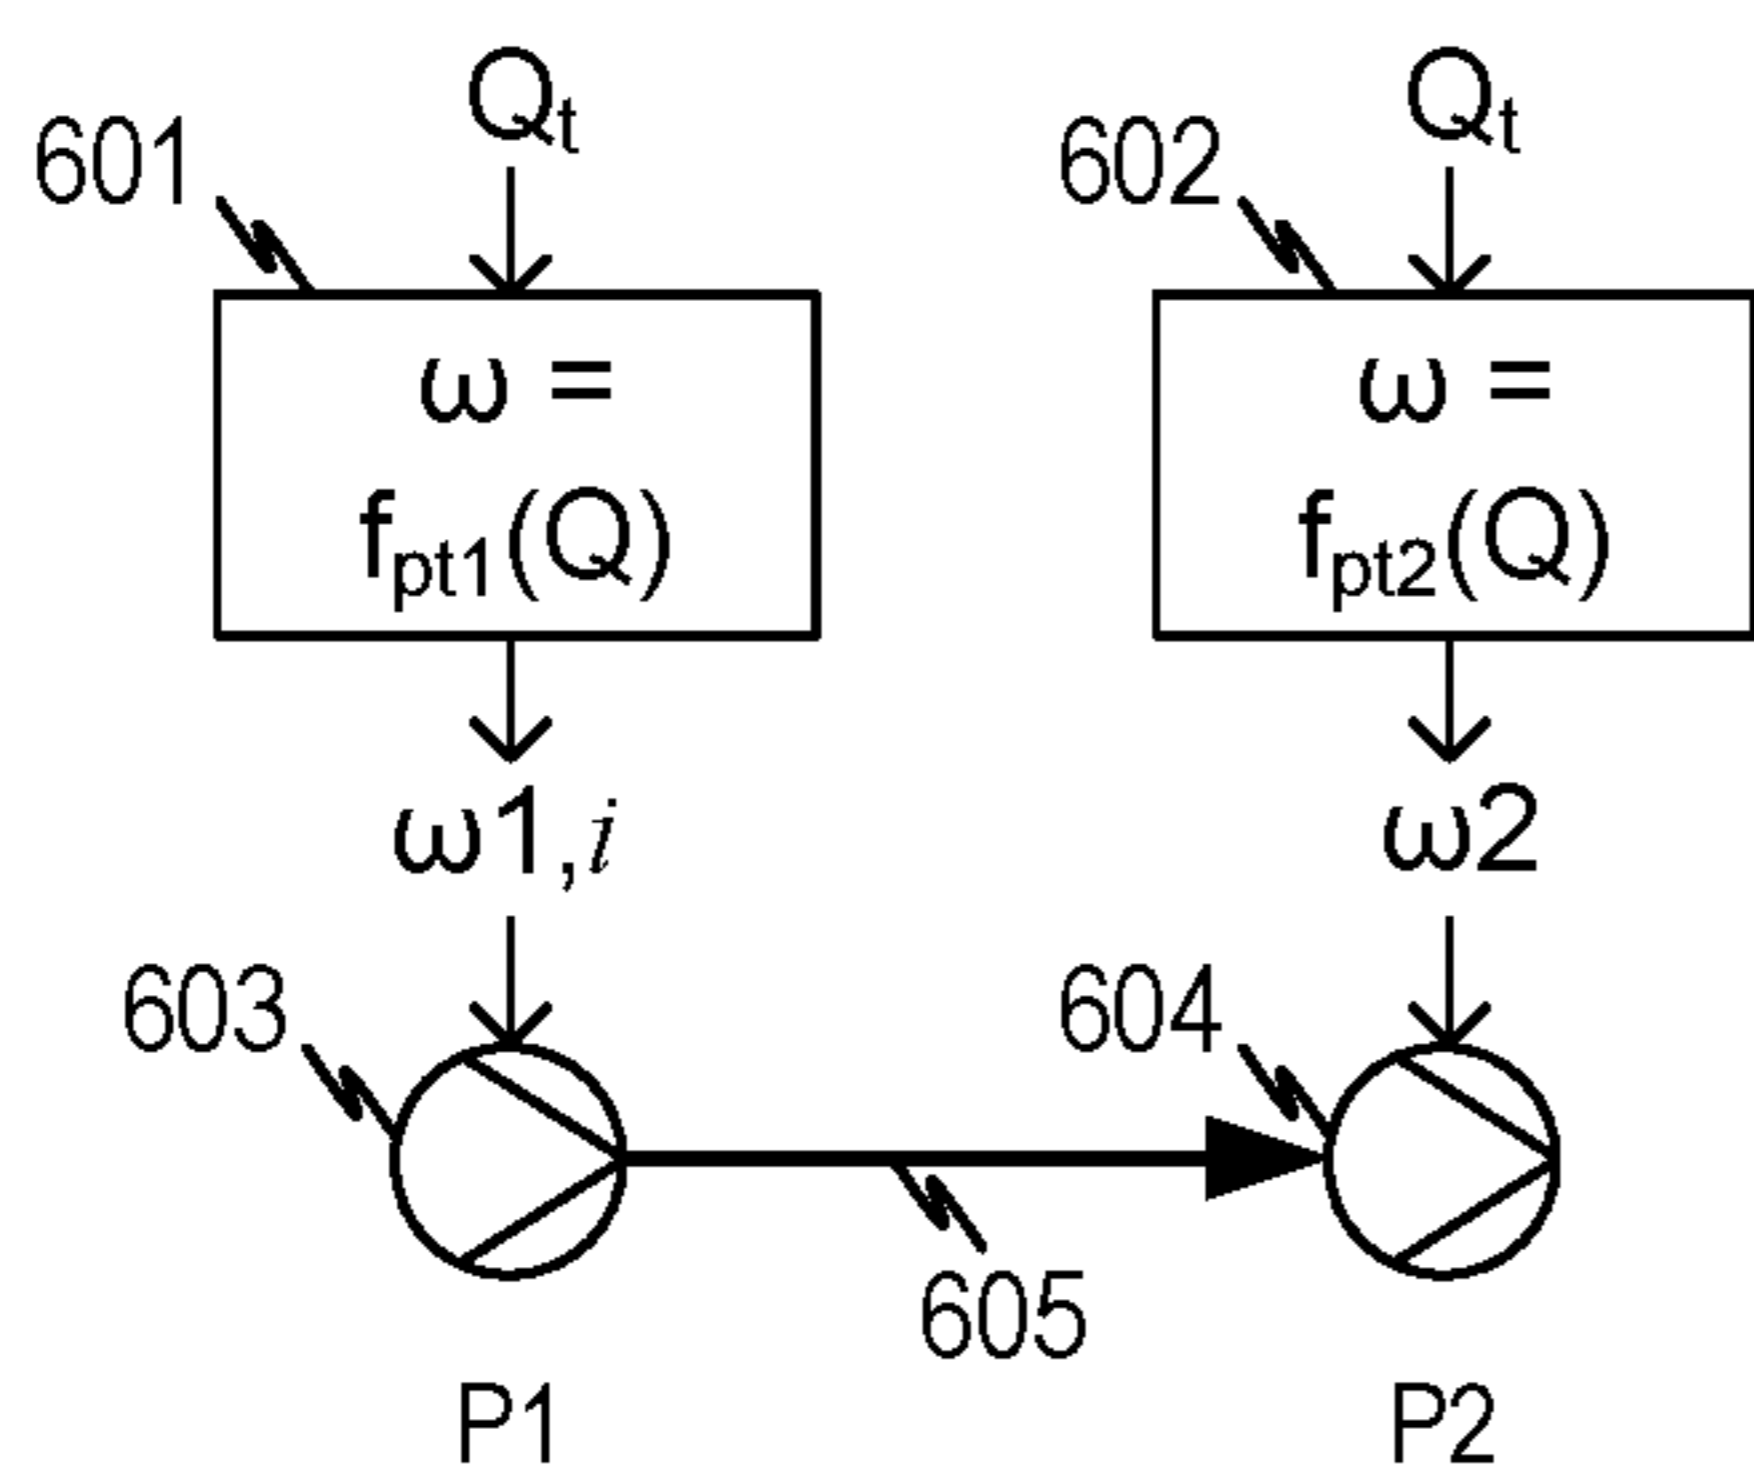 Qt
Qt
601
602
ω =
fpt1(Q)
ω =
fpt2(Q)
ω1,i
ω2
603
604
605
P1
P2